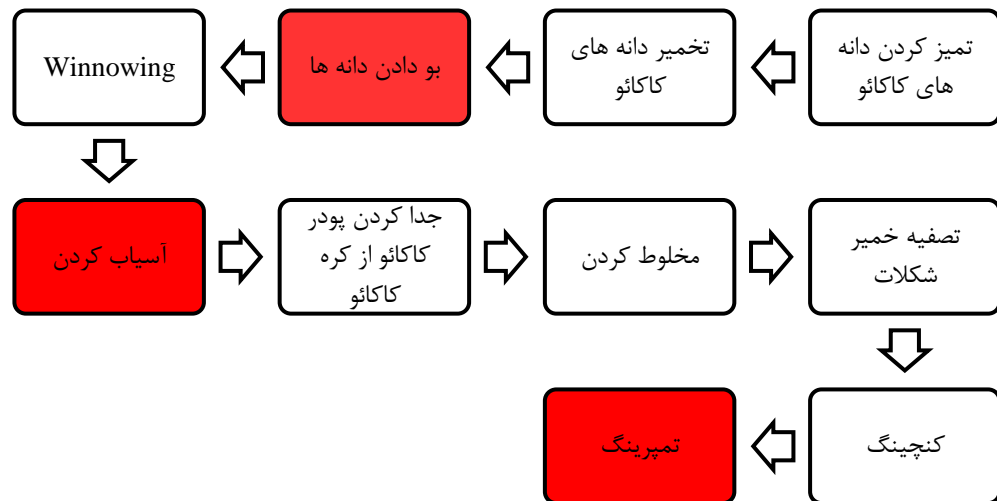 تمیز کردن دانه
های کاکائو
تخمیر دانه های
کاکائو
بو دادن دانه ها
Winnowing
آسیاب کردن
جدا کردن پودر
کاکائو از کره
کاکائو
مخلوط کردن
تصفیه خمیر
شکلات
کنچینگ
تمپرینگ